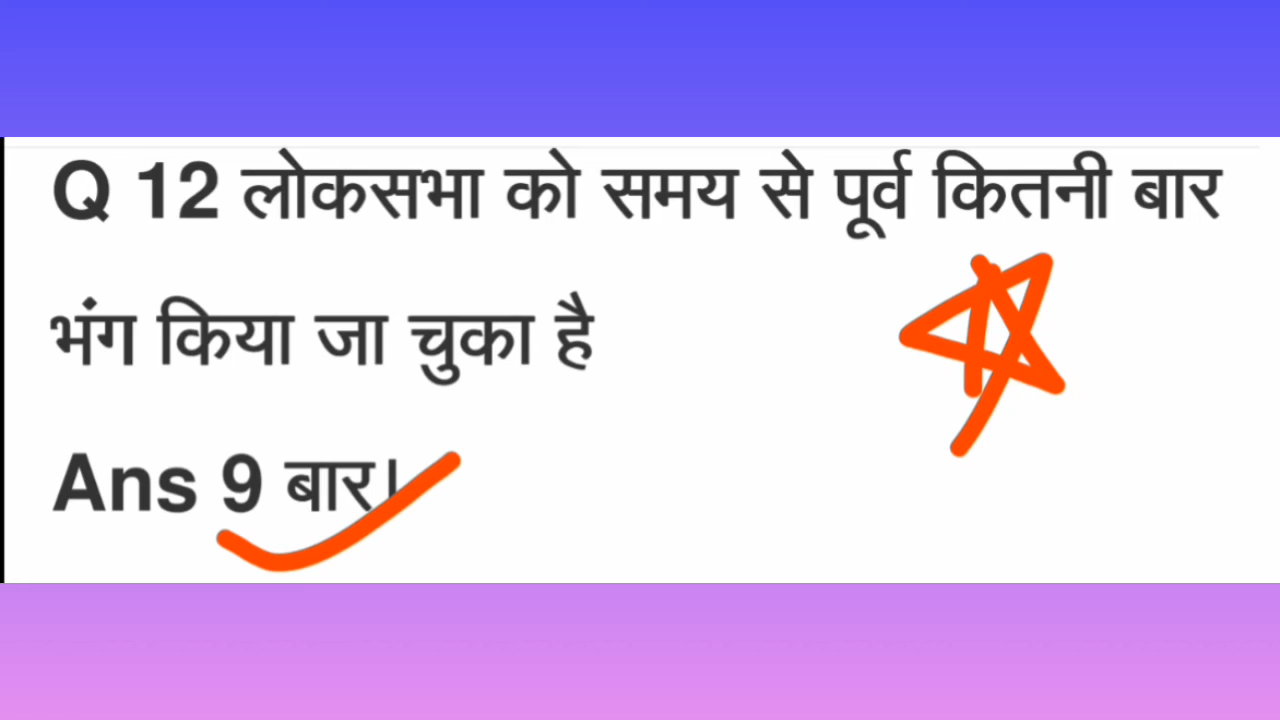 Q 12 लोकसभा को समय से पूर्व कितनी बार
भंग किया जा चुका है
Ans 9 बार।